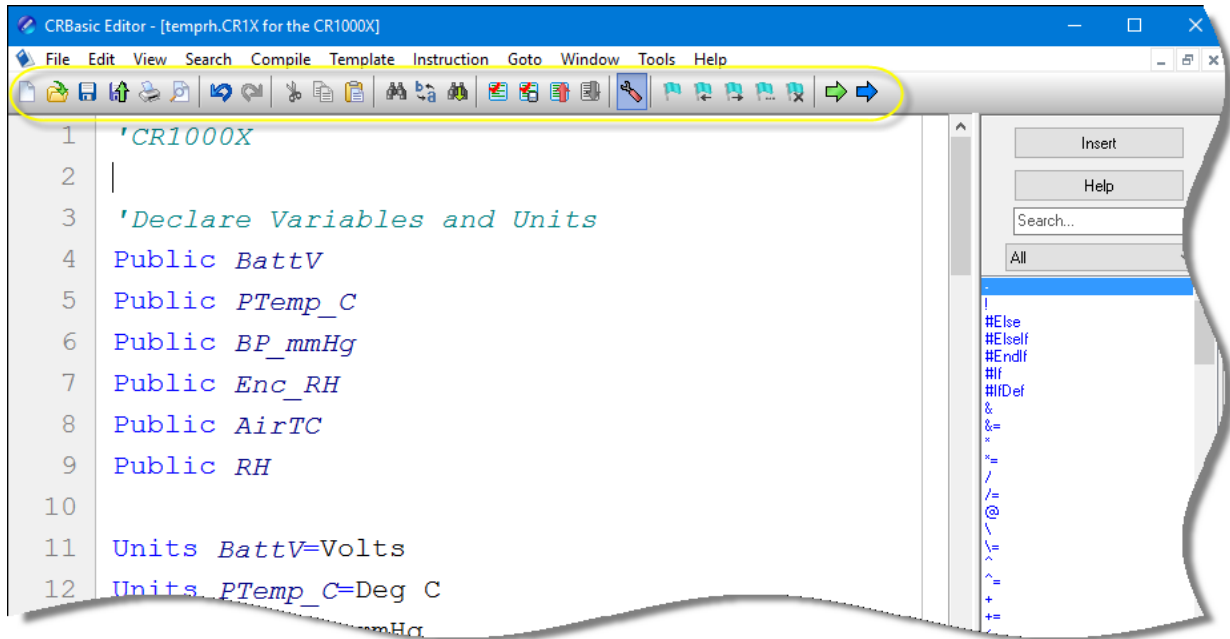 CRBasic Editor - [temprh.CR1X for the CR1000X]
File Edit View Search Compile Template Instruction Goto Window Tools Help
1 'CR1000X
2
3 'Declare Variables and Units
4 Public BattV
5 Public PTemp_C
6 Public BP_mmHg
7 Public Enc_RH
8 Public AirTC
9 Public RH
10
11 Units BattV=Volts
12 Units PTemp_C=Deg C
mmHg
Insert
Help
Search...
All
-
!
#Else
#ElseIf
#EndIf
#If
#IfDef
&
&=
*
*=
/
/=
@
\
\=
^
^=
+
+=